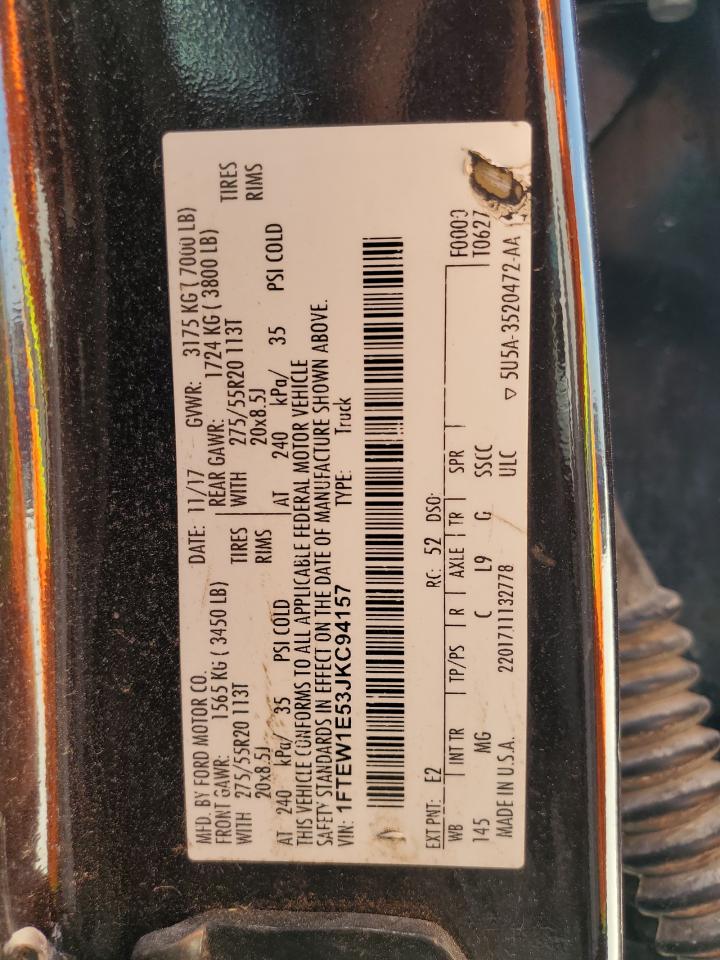 MFD. BY FORD MOTOR CO.
DATE: 11/17 GVWR: 3175 KG ( 7000 LB)
FRONT GAWR: 1565 KG ( 3450 LB) REAR GAWR: 1724 KG ( 3800 LB)
WITH 275/55R20 113T TIRES WITH 275/55R20 113T TIRES
20x8.5J RIMS 20x8.5J RIMS
AT 240 kPa/ 35 PSI COLD AT 240 kPa/ 35 PSI COLD
THIS VEHICLE CONFORMS TO ALL APPLICABLE FEDERAL MOTOR VEHICLE
SAFETY STANDARDS IN EFFECT ON THE DATE OF MANUFACTURE SHOWN ABOVE.
VIN: 1FTEW1E53JKC94157 TYPE: Truck
EXT PNT: E2 RC: 52 DSO: F0000
WB INT TR TP/PS R AXLE TR SPR T0627
145 MG C L9 G SSCC
MADE IN U.S.A. 22017111132778 ULC ▽ 5U5A-3520472-AA